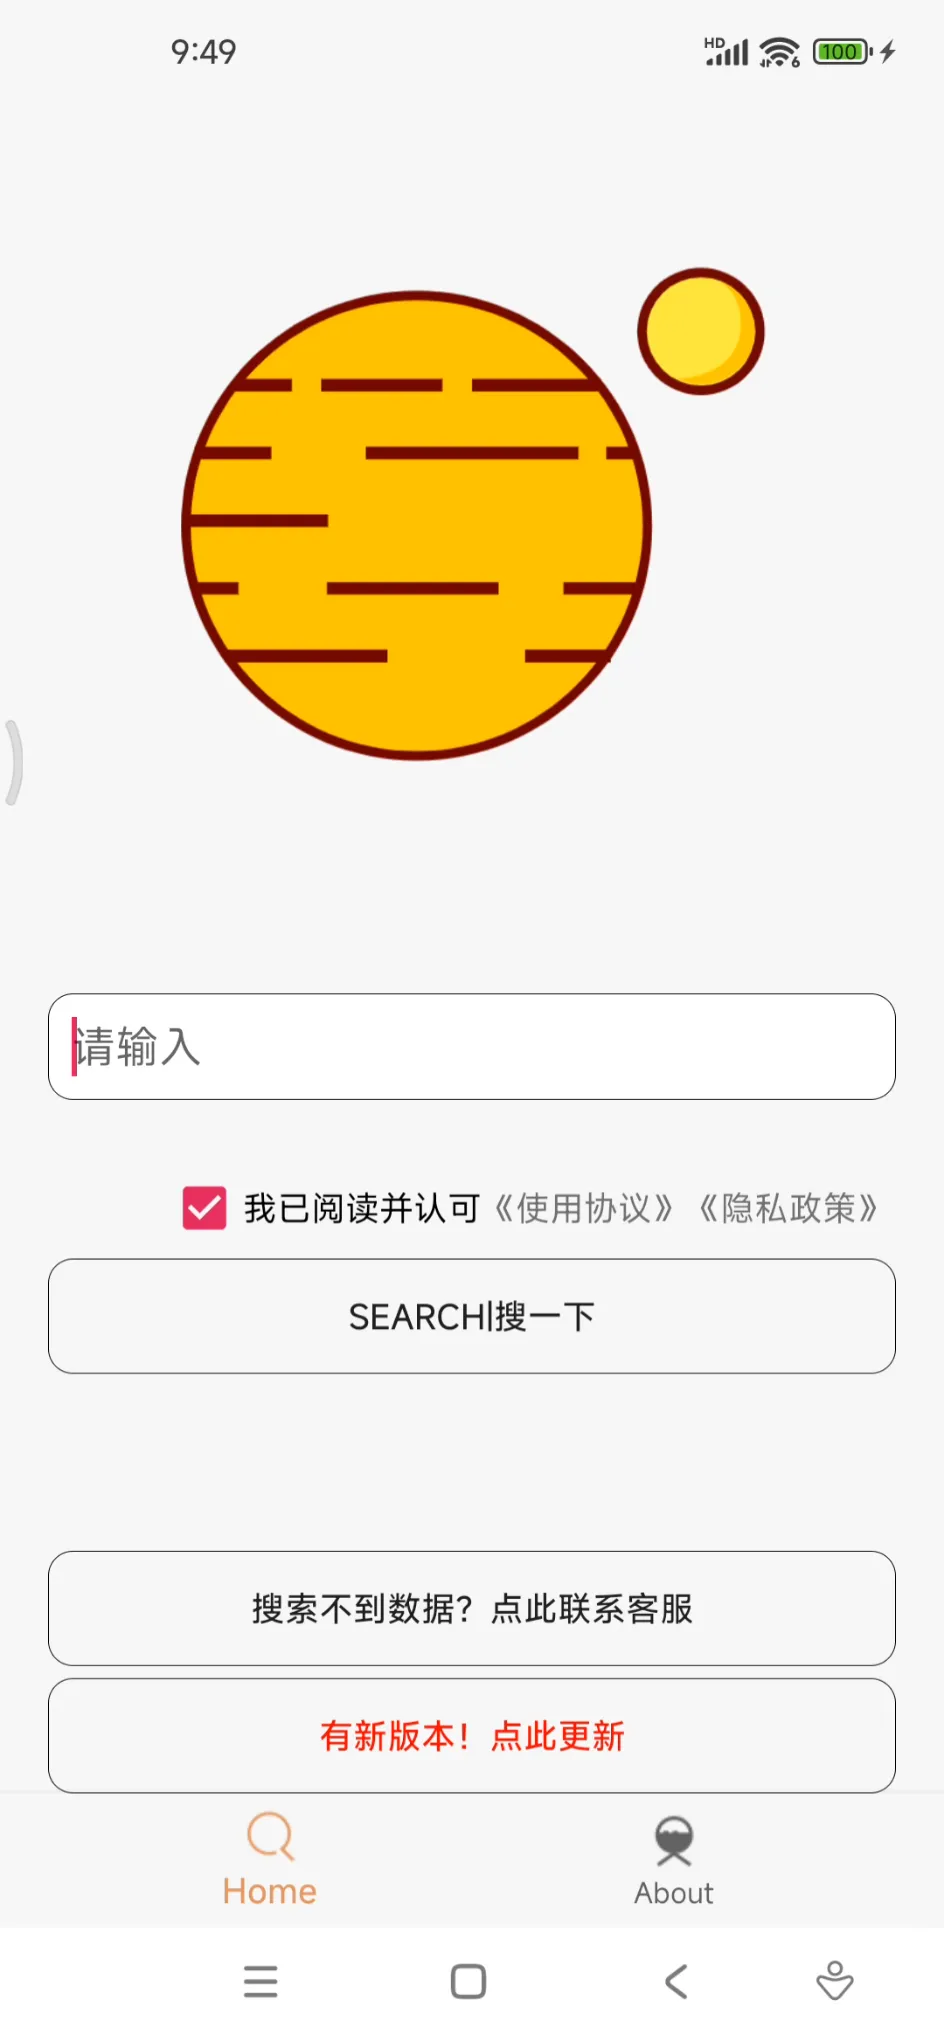 9:49
HD
6
100
请输入
我已阅读并认可《使用协议》《隐私政策》
SEARCH|搜一下
搜索不到数据？点此联系客服
有新版本！点此更新
Home
About